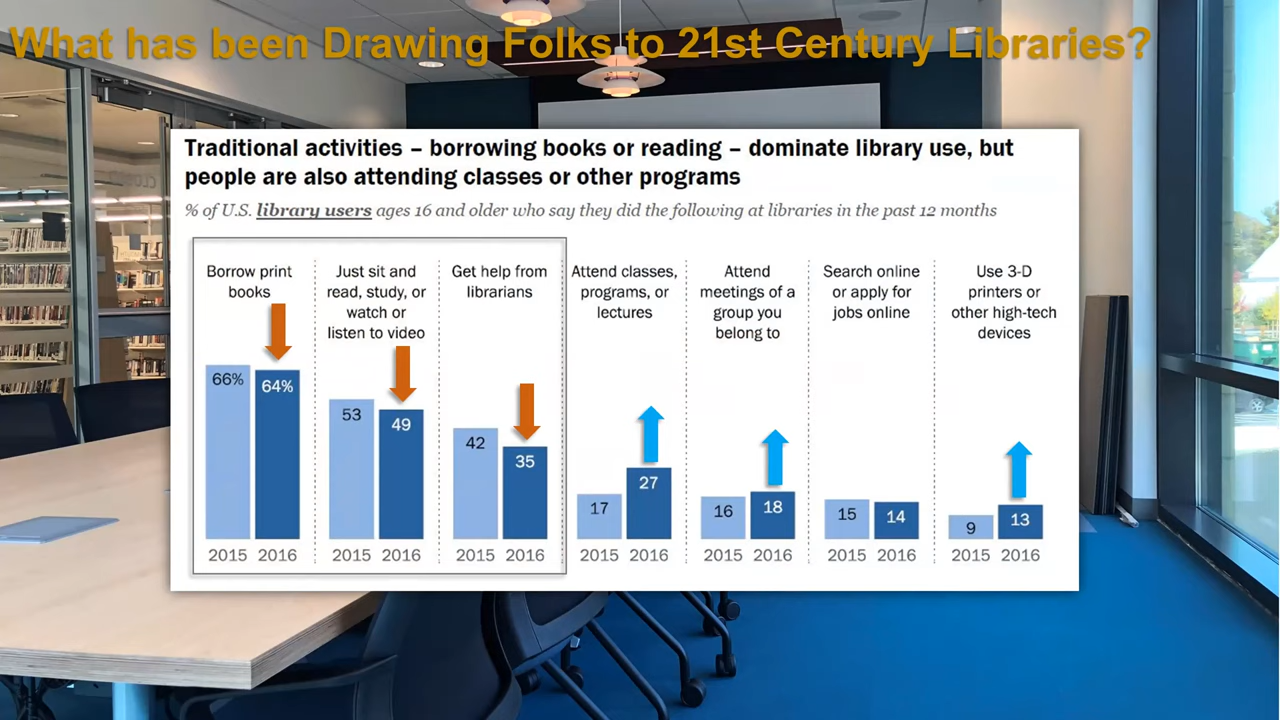 What has been Drawing Folks to 21st Century Libraries?
Traditional activities – borrowing books or reading – dominate library use, but
people are also attending classes or other programs
% of U.S. library users ages 16 and older who say they did the following at libraries in the past 12 months
Borrow print
books
66%
64%
2015 2016
Just sit and
read, study, or
watch or
listen to video
53
49
2015 2016
Get help from
librarians
42
35
2015 2016
Attend classes,
programs, or
lectures
17
27
2015 2016
Attend
meetings of a
group you
belong to
16
18
2015 2016
Search online
or apply for
jobs online
15
14
2015 2016
Use 3-D
printers or
other high-tech
devices
9
13
2015 2016